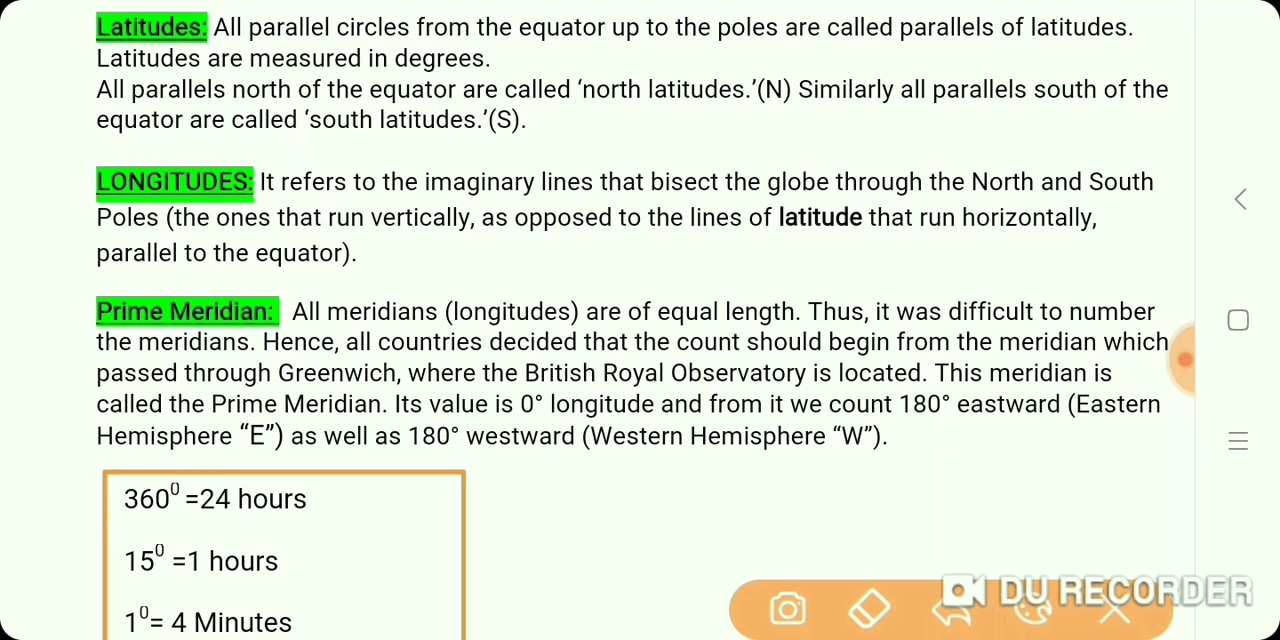 Latitudes: All parallel circles from the equator up to the poles are called parallels of latitudes.
Latitudes are measured in degrees.
All parallels north of the equator are called ‘north latitudes.’(N) Similarly all parallels south of the
equator are called ‘south latitudes.’(S).
LONGITUDES: It refers to the imaginary lines that bisect the globe through the North and South
Poles (the ones that run vertically, as opposed to the lines of latitude that run horizontally,
parallel to the equator).
Prime Meridian: All meridians (longitudes) are of equal length. Thus, it was difficult to number
the meridians. Hence, all countries decided that the count should begin from the meridian which
passed through Greenwich, where the British Royal Observatory is located. This meridian is
called the Prime Meridian. Its value is 0° longitude and from it we count 180° eastward (Eastern
Hemisphere “E”) as well as 180° westward (Western Hemisphere “W”).
360⁰ =24 hours
15⁰ =1 hours
1⁰= 4 Minutes
DU RECORDER